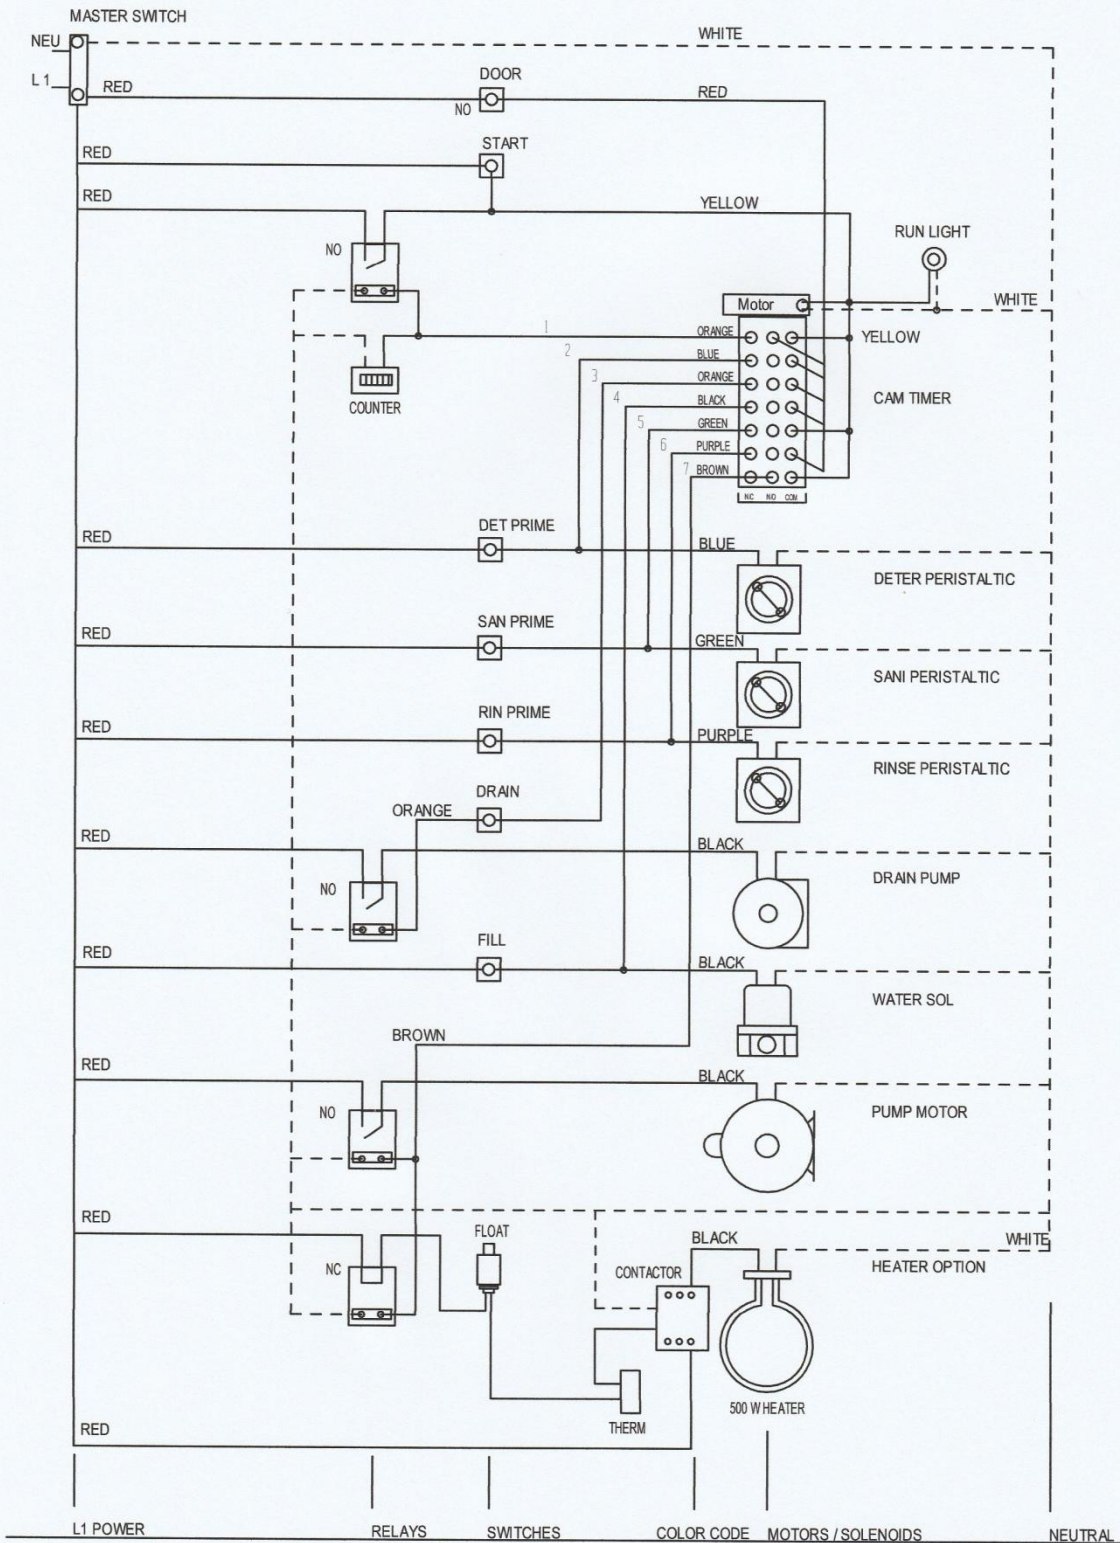 MASTER SWITCH
NEU
WHITE
L 1
RED
DOOR
NO
RED
START
RED
RED
YELLOW
RUN LIGHT
NO
WHITE
Motor
1
ORANGE
YELLOW
2
BLUE
3
ORANGE
COUNTER
4
BLACK
CAM TIMER
5
GREEN
6
PURPLE
7
BROWN
NC NO COM
RED
DET PRIME
BLUE
DETER PERISTALTIC
RED
SAN PRIME
GREEN
SANI PERISTALTIC
RED
RIN PRIME
PURPLE
RINSE PERISTALTIC
DRAIN
ORANGE
RED
BLACK
NO
DRAIN PUMP
RED
FILL
BLACK
WATER SOL
BROWN
RED
BLACK
NO
PUMP MOTOR
RED
FLOAT
BLACK
WHITE
NC
CONTACTOR
HEATER OPTION
500 W HEATER
THERM
RED
L1 POWER
RELAYS
SWITCHES
COLOR CODE
MOTORS / SOLENOIDS
NEUTRAL